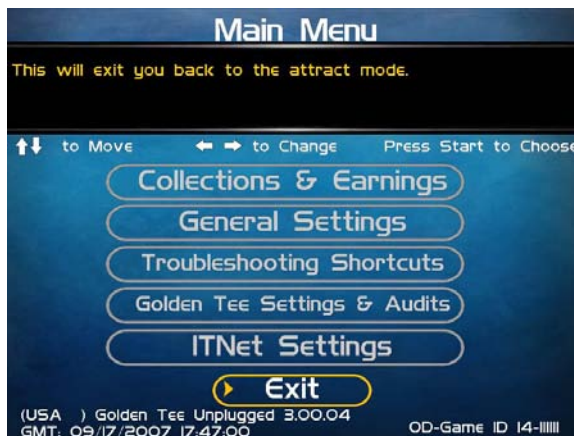 Main Menu
This will exit you back to the attract mode.
↑↓ to Move ← → to Change Press Start to Choose
Collections & Earnings
General Settings
Troubleshooting Shortcuts
Golden Tee Settings & Audits
ITNet Settings
Exit
(USA ) Golden Tee Unplugged 3.00.04
GMT: 09/17/2007 17:47:00 OD-Game ID 14-111111